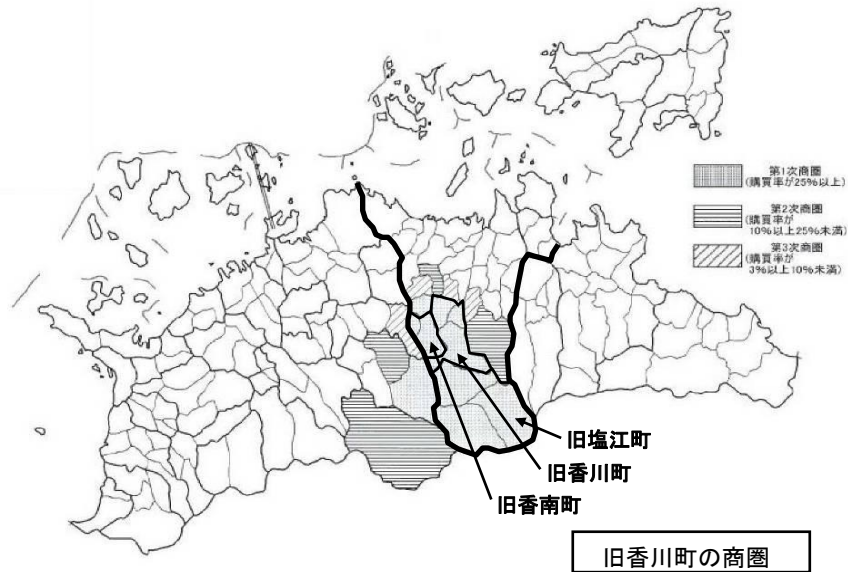 第1次商圏
(購買率が25%以上)
第2次商圏
(購買率が
10%以上25%未満)
第3次商圏
(購買率が
3%以上10%未満)
旧塩江町
旧香川町
旧香南町
旧香川町の商圏